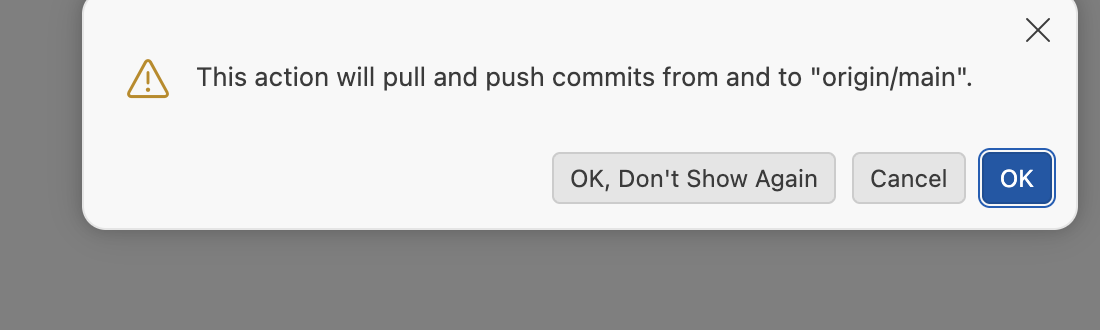 This action will pull and push commits from and to "origin/main".
OK, Don't Show Again
Cancel
OK